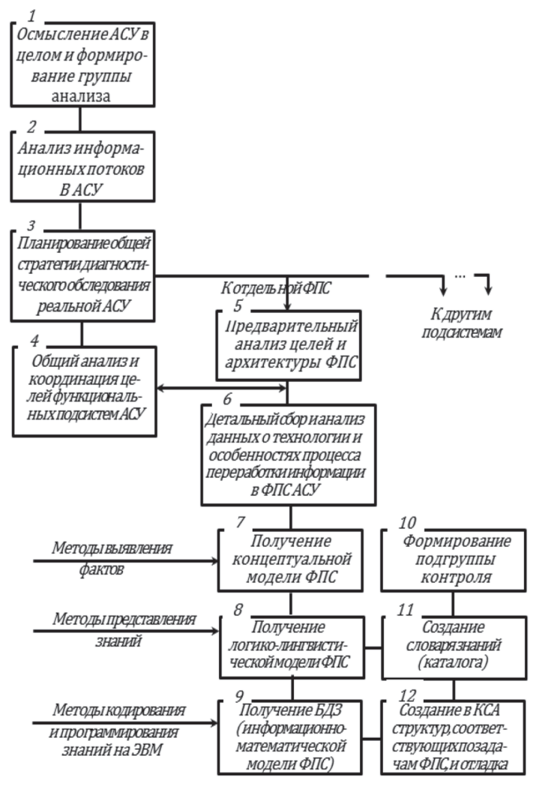 1
Осмысление АСУ в
целом и формиро-
вание группы
анализа
2
Анализ информа-
ционных потоков
В АСУ
3
Планирование общей
стратегии диагности-
ческого обследования
реальной АСУ
К отдельной ФПС
...
К другим
подсистемам
4
Общий анализ и
координация це-
лей функциональ-
ных подсистем АСУ
5
Предварительный
анализ целей и
архитектуры ФПС
6
Детальный сбор и анализ
данных о технологии и
особенностях процесса
переработки информации
в ФПС АСУ
Методы выявления
фактов
7
Получение
концептуальной
модели ФПС
10
Формирование
подгруппы
контроля
Методы представления
знаний
8
Получение
логико-лингвисти-
ческой модели ФПС
11
Создание
словаря знаний
(каталога)
Методы кодирования
и программирования
знаний на ЭВМ
9
Получение БДЗ
(информационно-
математической
модели ФПС)
12
Создание в КСА
структур, соответ-
ствующих позада-
чам ФПС, и отладка